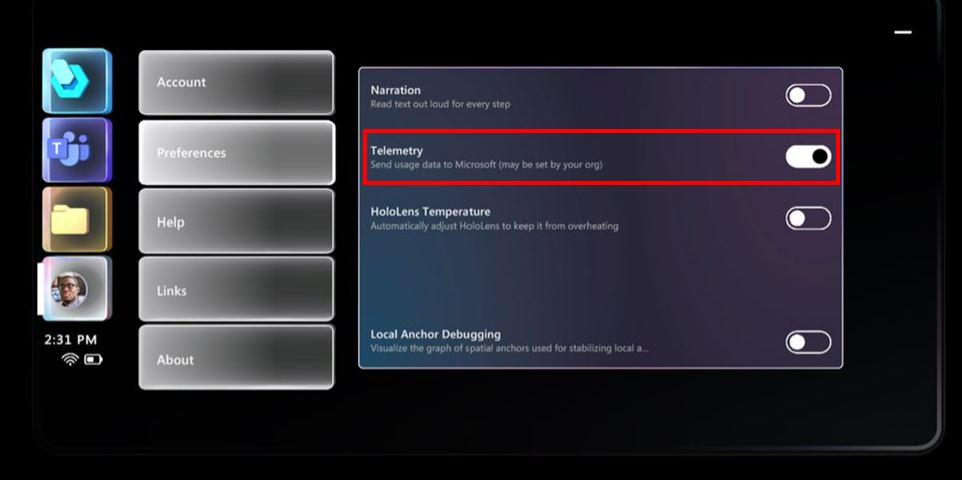 Account
Preferences
Help
Links
About
T
2:31 PM
Narration
Read text out loud for every step
Telemetry
Send usage data to Microsoft (may be set by your org)
HoloLens Temperature
Automatically adjust HoloLens to keep it from overheating
Local Anchor Debugging
Visualize the graph of spatial anchors used for stabilizing local a...